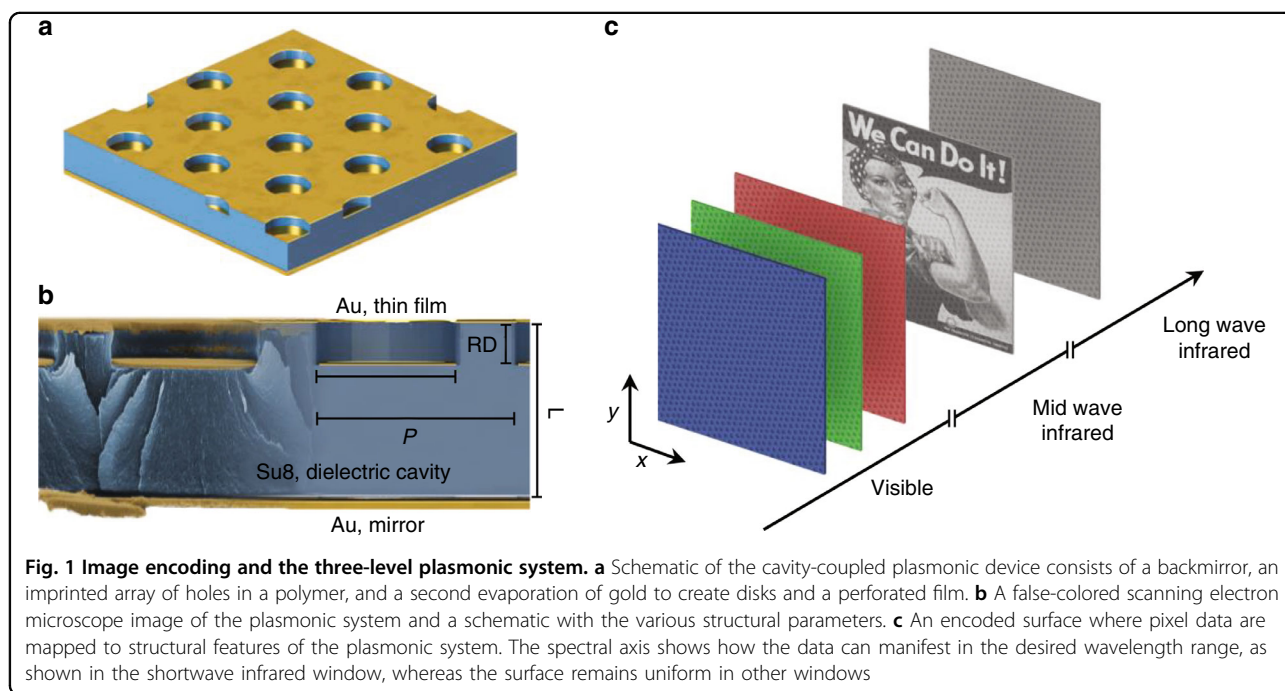 a
b
Au, thin film
RD
L
P
Su8, dielectric cavity
Au, mirror
c
We Can Do It!
y
x
Visible
Mid wave
infrared
Long wave
infrared
Fig. 1 Image encoding and the three-level plasmonic system. a Schematic of the cavity-coupled plasmonic device consists of a backmirror, an
imprinted array of holes in a polymer, and a second evaporation of gold to create disks and a perforated film. b A false-colored scanning electron
microscope image of the plasmonic system and a schematic with the various structural parameters. c An encoded surface where pixel data are
mapped to structural features of the plasmonic system. The spectral axis shows how the data can manifest in the desired wavelength range, as
shown in the shortwave infrared window, whereas the surface remains uniform in other windows